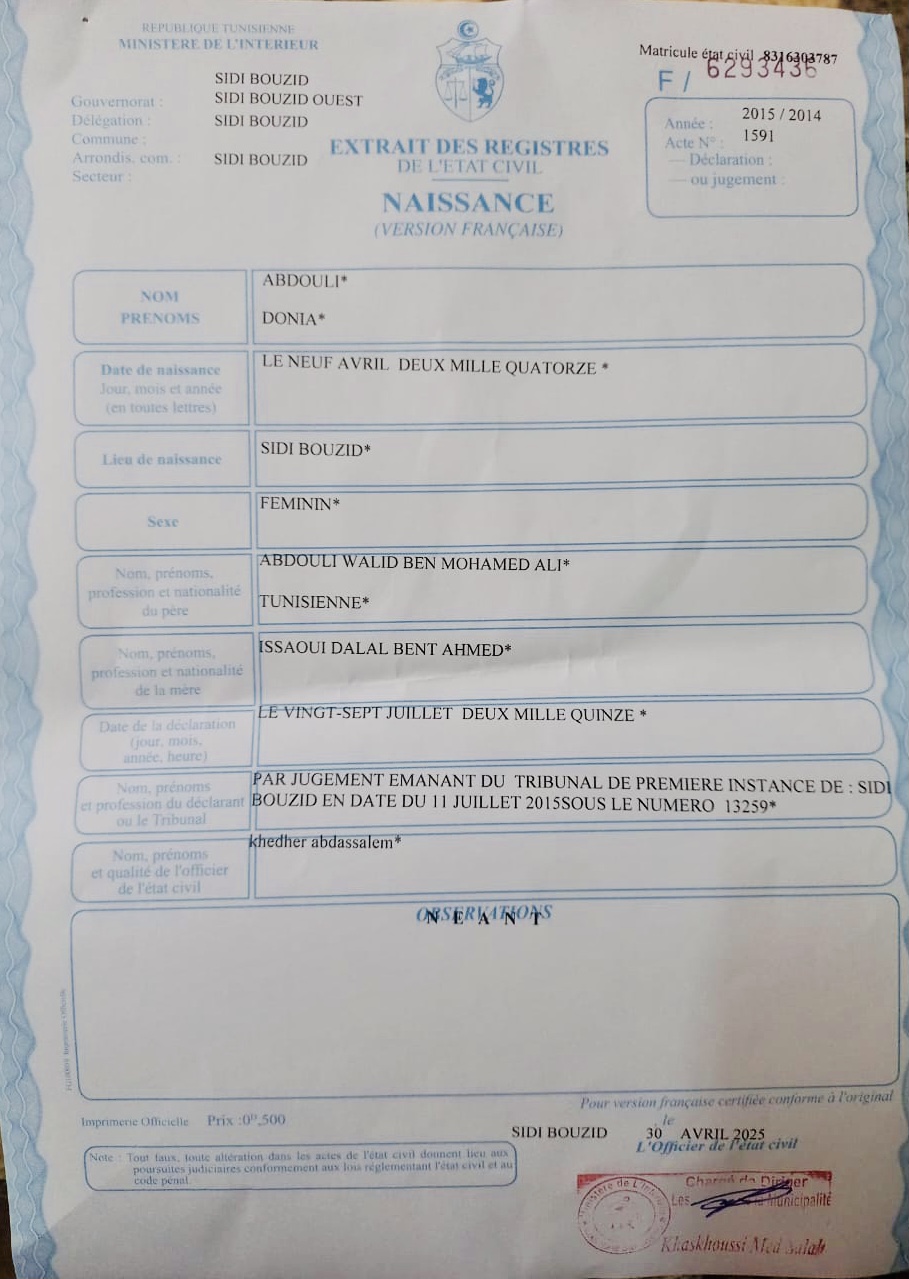 REPUBLIQUE TUNISIENNE
MINISTERE DE L'INTERIEUR
Matricule état civil 8316303787
F / 6293436
SIDI BOUZID
Gouvernorat : SIDI BOUZID OUEST
Délégation : SIDI BOUZID
Commune :
Arrondis. com. : SIDI BOUZID
Secteur :
EXTRAIT DES REGISTRES
DE L'ETAT CIVIL
NAISSANCE
(VERSION FRANÇAISE)
Année : 2015 / 2014
Acte N° : 1591
— Déclaration :
— ou jugement :
NOM
PRENOMS
ABDOULI*
DONIA*
Date de naissance
Jour, mois et année
(en toutes lettres)
LE NEUF AVRIL DEUX MILLE QUATORZE *
Lieu de naissance
SIDI BOUZID*
Sexe
FEMININ*
Nom, prénoms,
profession et nationalité
du père
ABDOULI WALID BEN MOHAMED ALI*
TUNISIENNE*
Nom, prénoms,
profession et nationalité
de la mère
ISSAOUI DALAL BENT AHMED*
Date de la déclaration
(jour, mois,
année, heure)
LE VINGT-SEPT JUILLET DEUX MILLE QUINZE *
Nom, prénoms
et profession du déclarant
ou le Tribunal
PAR JUGEMENT EMANANT DU TRIBUNAL DE PREMIERE INSTANCE DE : SIDI
BOUZID EN DATE DU 11 JUILLET 2015SOUS LE NUMERO 13259*
Nom, prénoms
et qualité de l'officier
de l'état civil
khedher abdassalem*
OBSERVATIONS
N E A N T
Imprimerie Officielle
Pour version française certifiée conforme à l'original
Imprimerie Officielle Prix :0ᴰ,500
le
SIDI BOUZID 30 AVRIL 2025
L'Officier de l'état civil
Note : Tout faux, toute altération dans les actes de l'état civil donnent lieu aux
poursuites judiciaires conformement aux lois réglementant l'état civil et au
code pénal.
Ministère de L'Intérieur
Chargé de Diriger
Les Municipalité
Khaskhoussi Med Salah